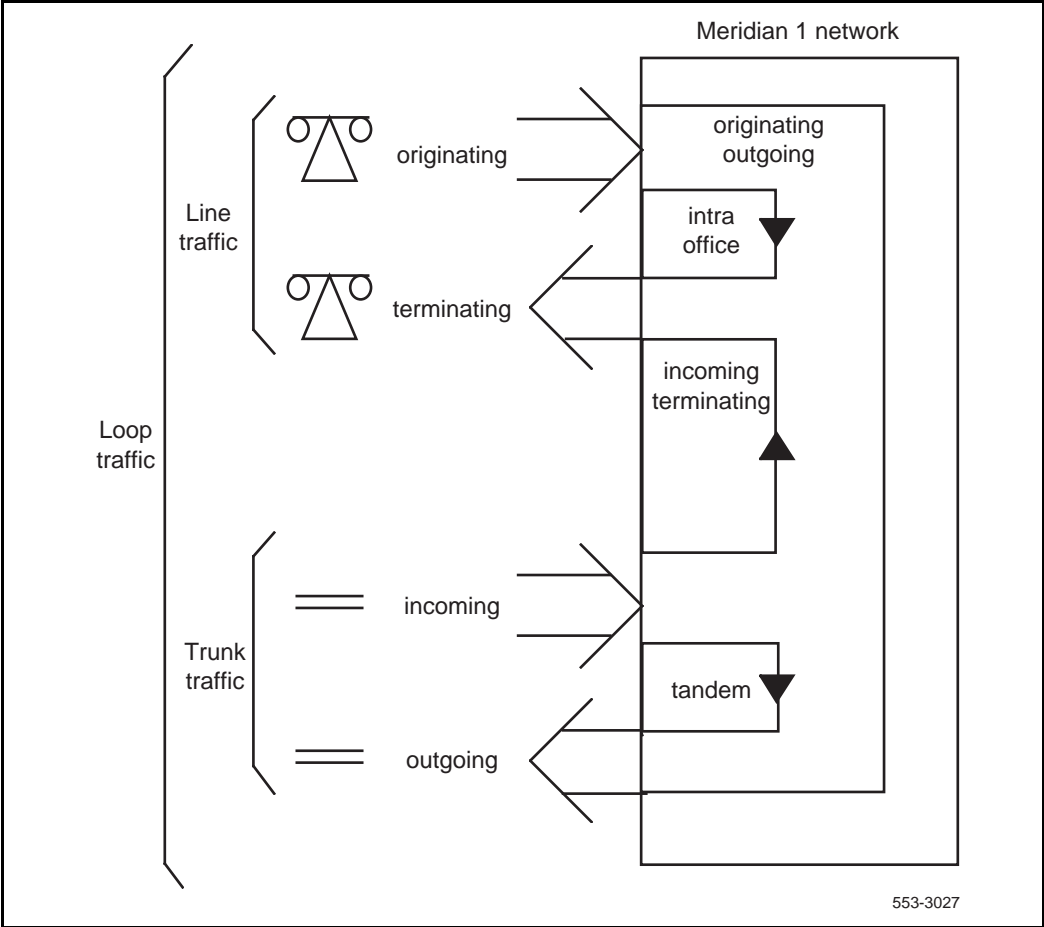 Meridian 1 network
originating
originating
outgoing
Line
traffic
intra
office
terminating
incoming
terminating
Loop
traffic
incoming
Trunk
traffic
tandem
outgoing
553-3027